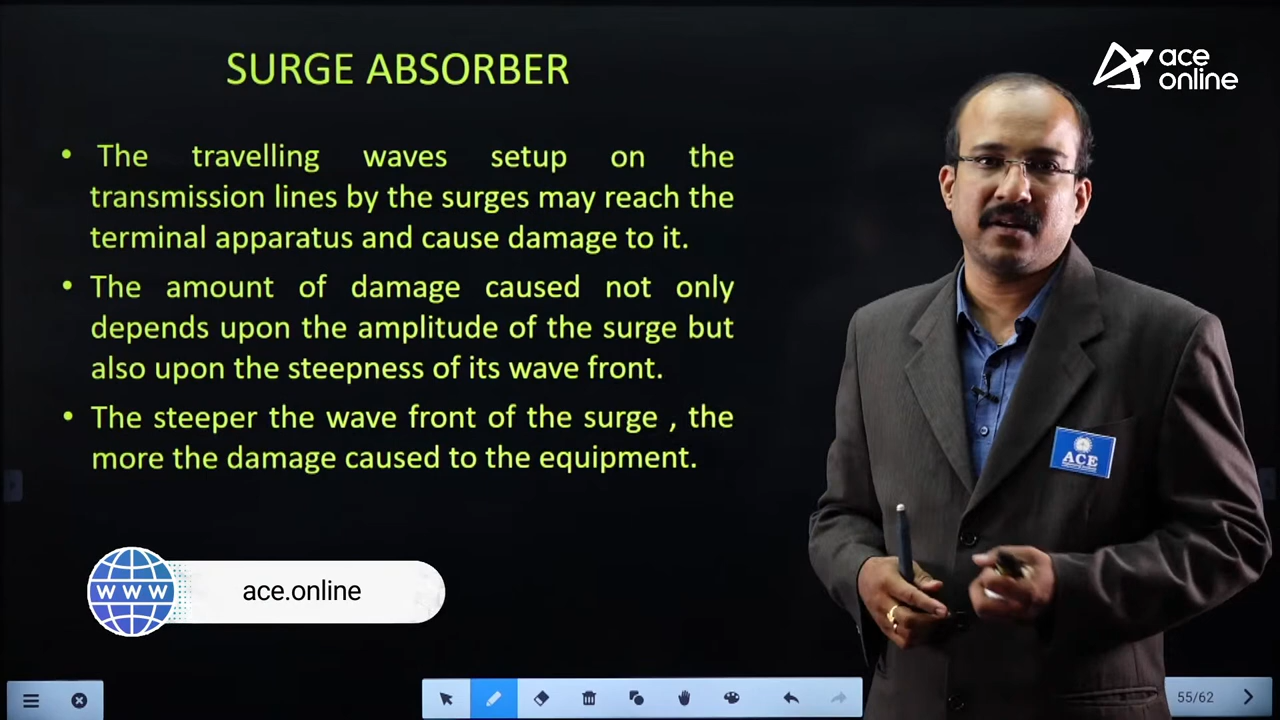 SURGE ABSORBER
ace
online
• The travelling waves setup on the
transmission lines by the surges may reach the
terminal apparatus and cause damage to it.
• The amount of damage caused not only
depends upon the amplitude of the surge but
also upon the steepness of its wave front.
• The steeper the wave front of the surge , the
more the damage caused to the equipment.
ACE
WWW
ace.online
55/62